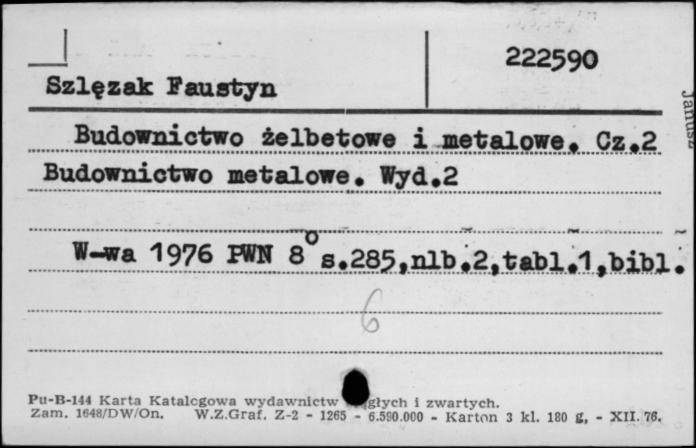 222590
Szlęzak Faustyn
Budownictwo żelbetowe i metalowe. Cz.2
Budownictwo metalowe. Wyd.2
W-wa 1976 PWN 8° s.285,nlb.2,tabl.1,bibl.
6
Pu-B-144 Karta Katalogowa wydawnictw głych i zwartych.
Zam. 1648/DW/On. W.Z.Graf. Z-2 - 1265 - 6.590.000 - Karton 3 kl. 180 g, - XII. 76.
Janusz